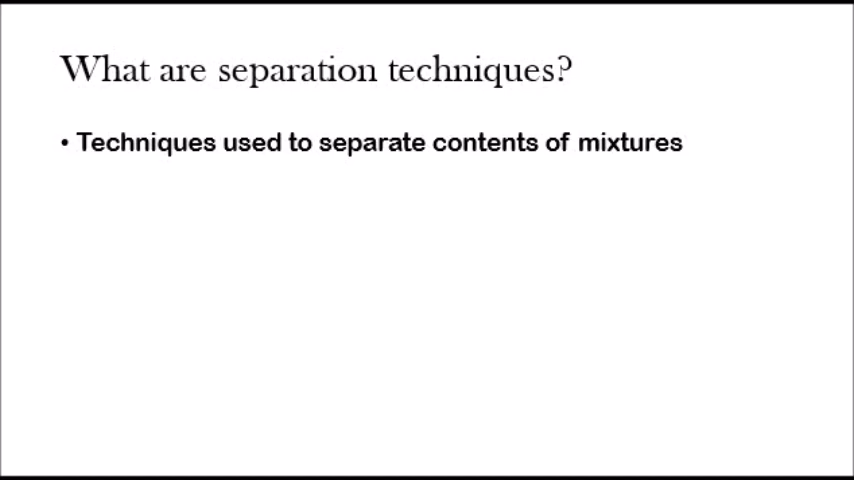 What are separation techniques?
• Techniques used to separate contents of mixtures